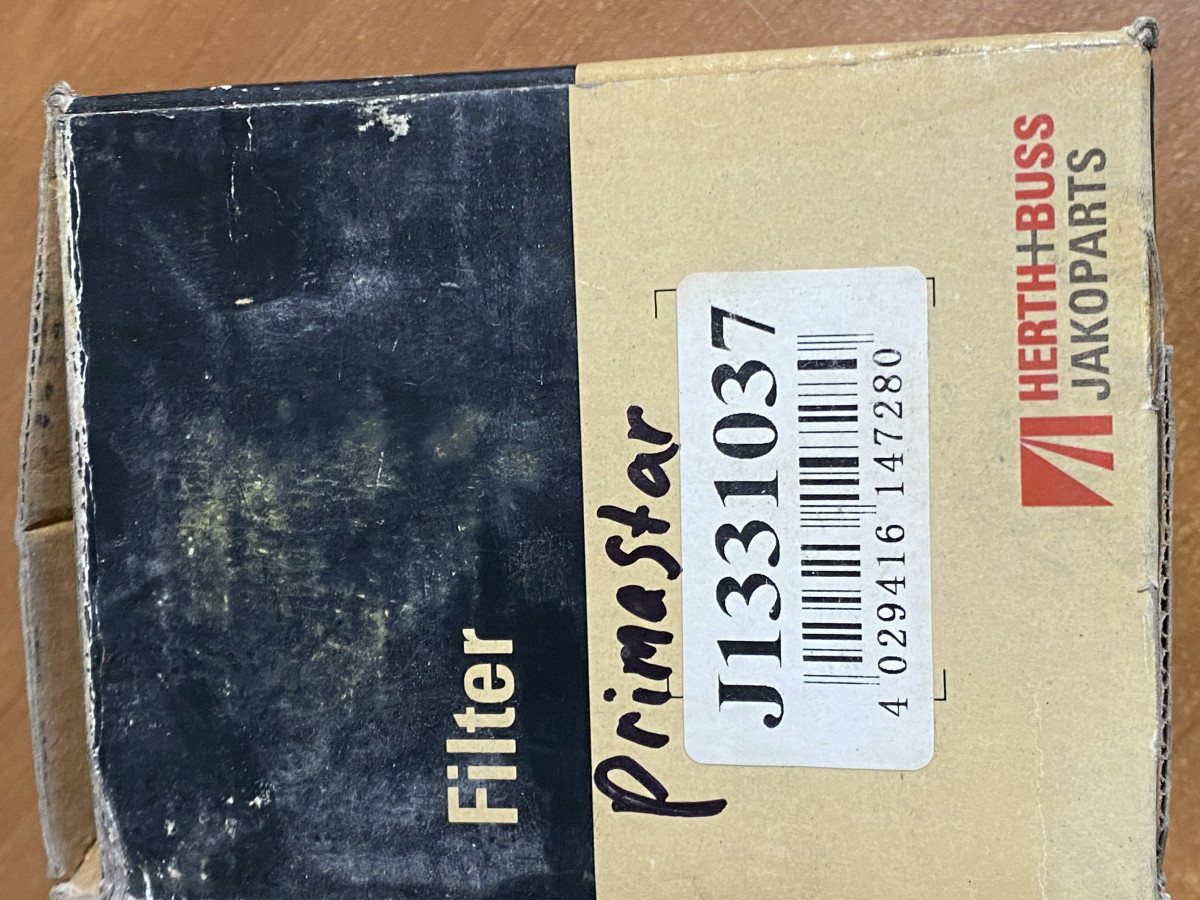 Filter
Primastar
J1331037
4 029416 147280
HERTH+BUSS
JAKOPARTS